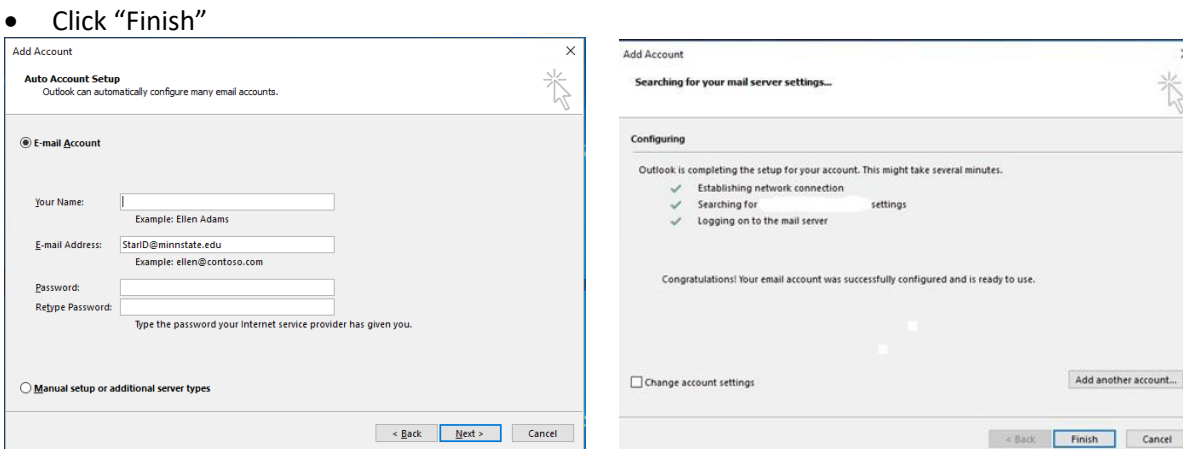 • Click “Finish”
Add Account
Auto Account Setup
Outlook can automatically configure many email accounts.
E-mail Account
Your Name:
Example: Ellen Adams
E-mail Address: StarID@minnstate.edu
Example: ellen@contoso.com
Password:
Retype Password:
Type the password your Internet service provider has given you.
Manual setup or additional server types
< Back Next > Cancel
Add Account
Searching for your mail server settings...
Configuring
Outlook is completing the setup for your account. This might take several minutes.
Establishing network connection
Searching for settings
Logging on to the mail server
Congratulations! Your email account was successfully configured and is ready to use.
Change account settings
Add another account...
< Back Finish Cancel